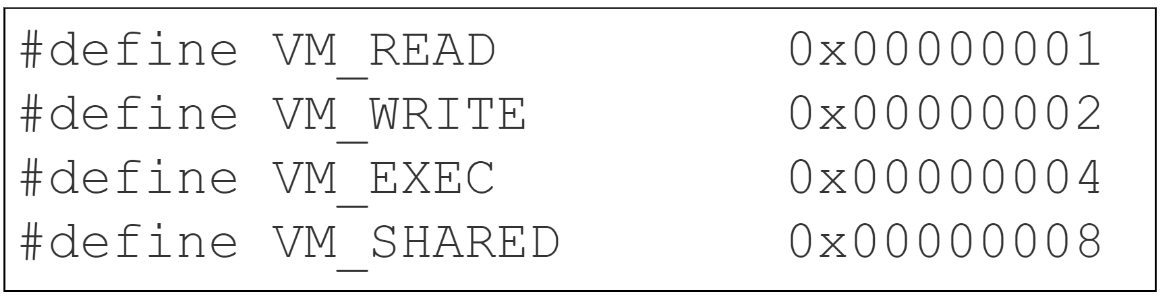 #define VM_READ 0x00000001
#define VM_WRITE 0x00000002
#define VM_EXEC 0x00000004
#define VM_SHARED 0x00000008